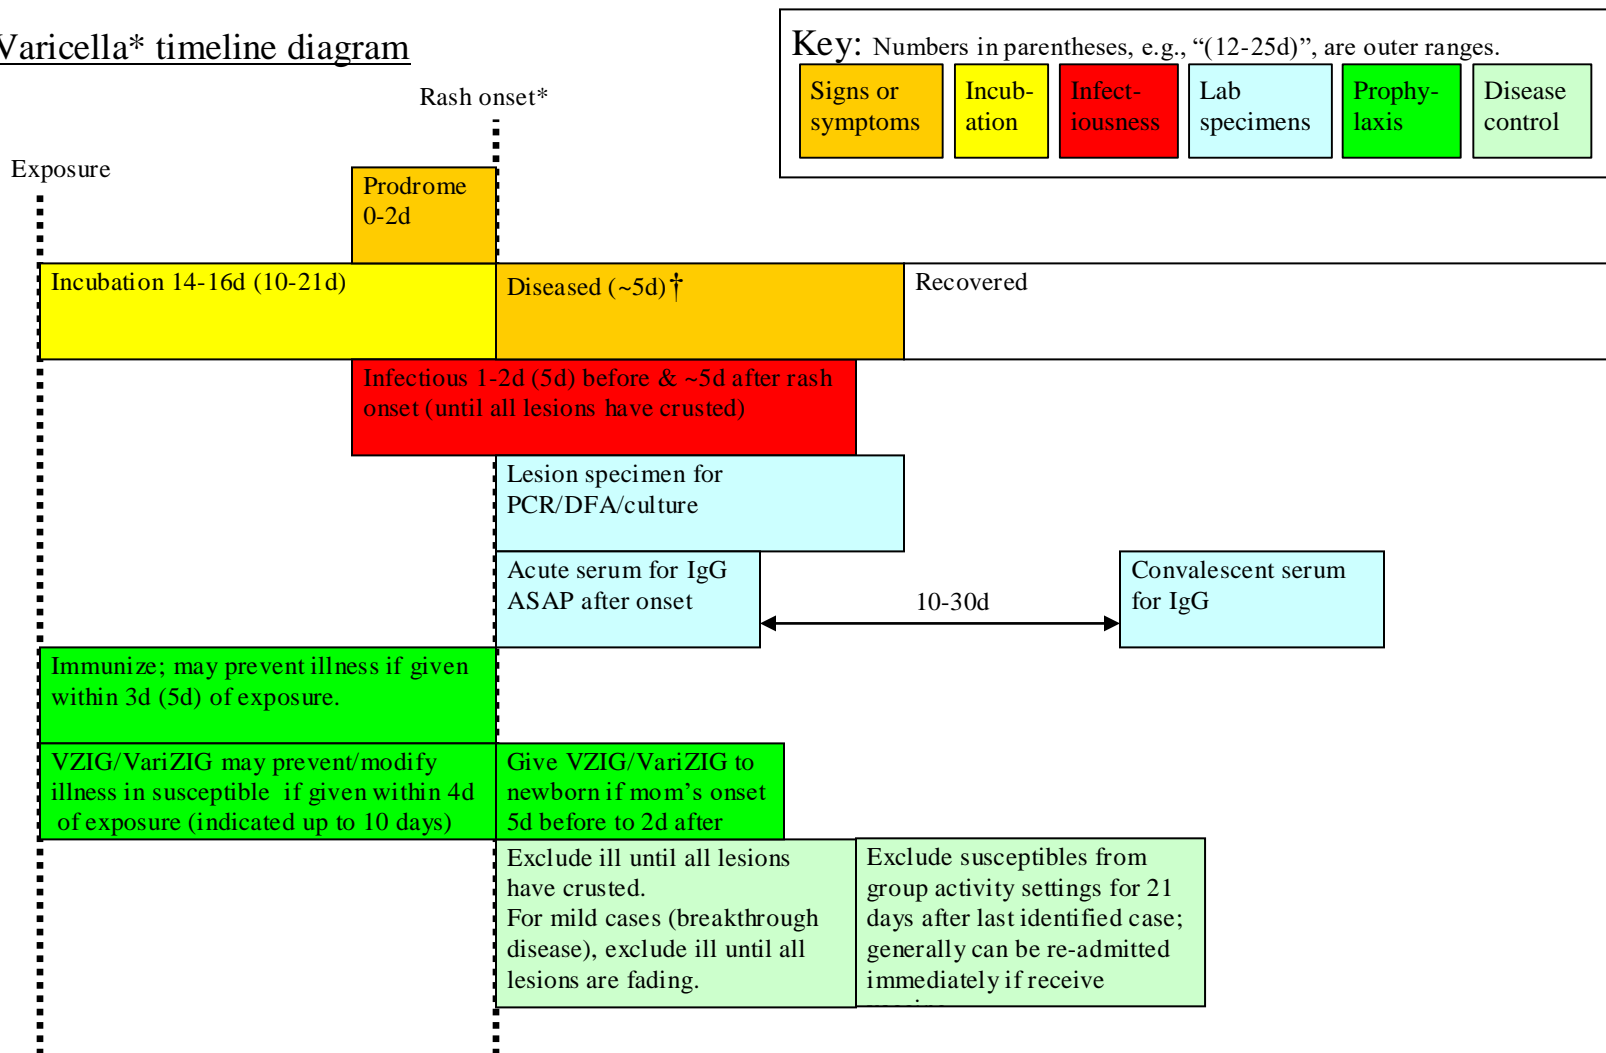 Varicella* timeline diagram
Key: Numbers in parentheses, e.g., “(12-25d)”, are outer ranges.
Signs or
symptoms
Incub-
ation
Infect-
iousness
Lab
specimens
Prophy-
laxis
Disease
control
Rash onset*
Exposure
Prodrome
0-2d
Incubation 14-16d (10-21d)
Diseased (~5d)†
Recovered
Infectious 1-2d (5d) before & ~5d after rash
onset (until all lesions have crusted)
Lesion specimen for
PCR/DFA/culture
Acute serum for IgG
ASAP after onset
10-30d
Convalescent serum
for IgG
Immunize; may prevent illness if given
within 3d (5d) of exposure.
VZIG/VariZIG may prevent/modify
illness in susceptible if given within 4d
of exposure (indicated up to 10 days)
Give VZIG/VariZIG to
newborn if mom’s onset
5d before to 2d after
Exclude ill until all lesions
have crusted.
For mild cases (breakthrough
disease), exclude ill until all
lesions are fading.
Exclude susceptibles from
group activity settings for 21
days after last identified case;
generally can be re-admitted
immediately if receive